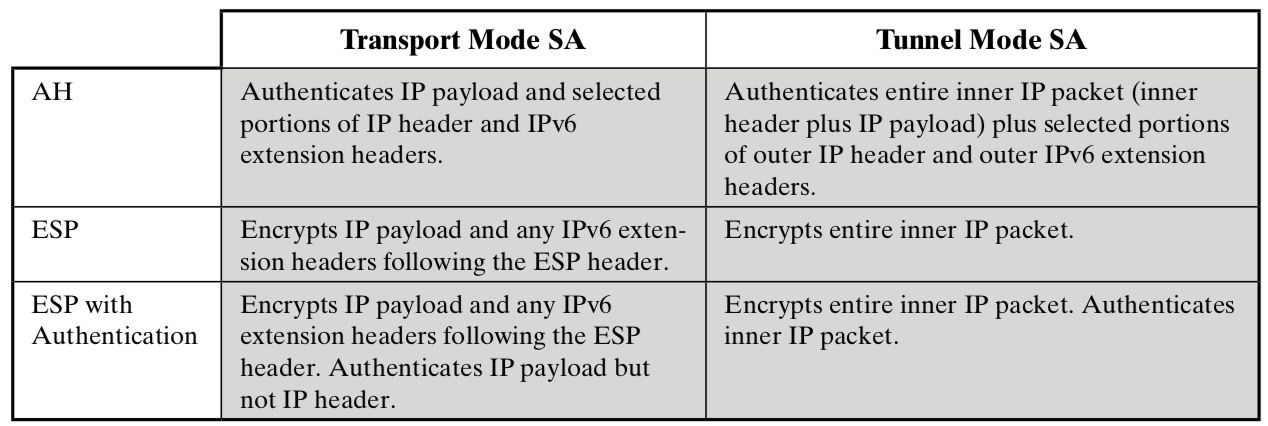 Transport Mode SA
Tunnel Mode SA
AH
Authenticates IP payload and selected
portions of IP header and IPv6
extension headers.
Authenticates entire inner IP packet (inner
header plus IP payload) plus selected portions
of outer IP header and outer IPv6 extension
headers.
ESP
Encrypts IP payload and any IPv6 exten-
sion headers following the ESP header.
Encrypts entire inner IP packet.
ESP with
Authentication
Encrypts IP payload and any IPv6
extension headers following the ESP
header. Authenticates IP payload but
not IP header.
Encrypts entire inner IP packet. Authenticates
inner IP packet.